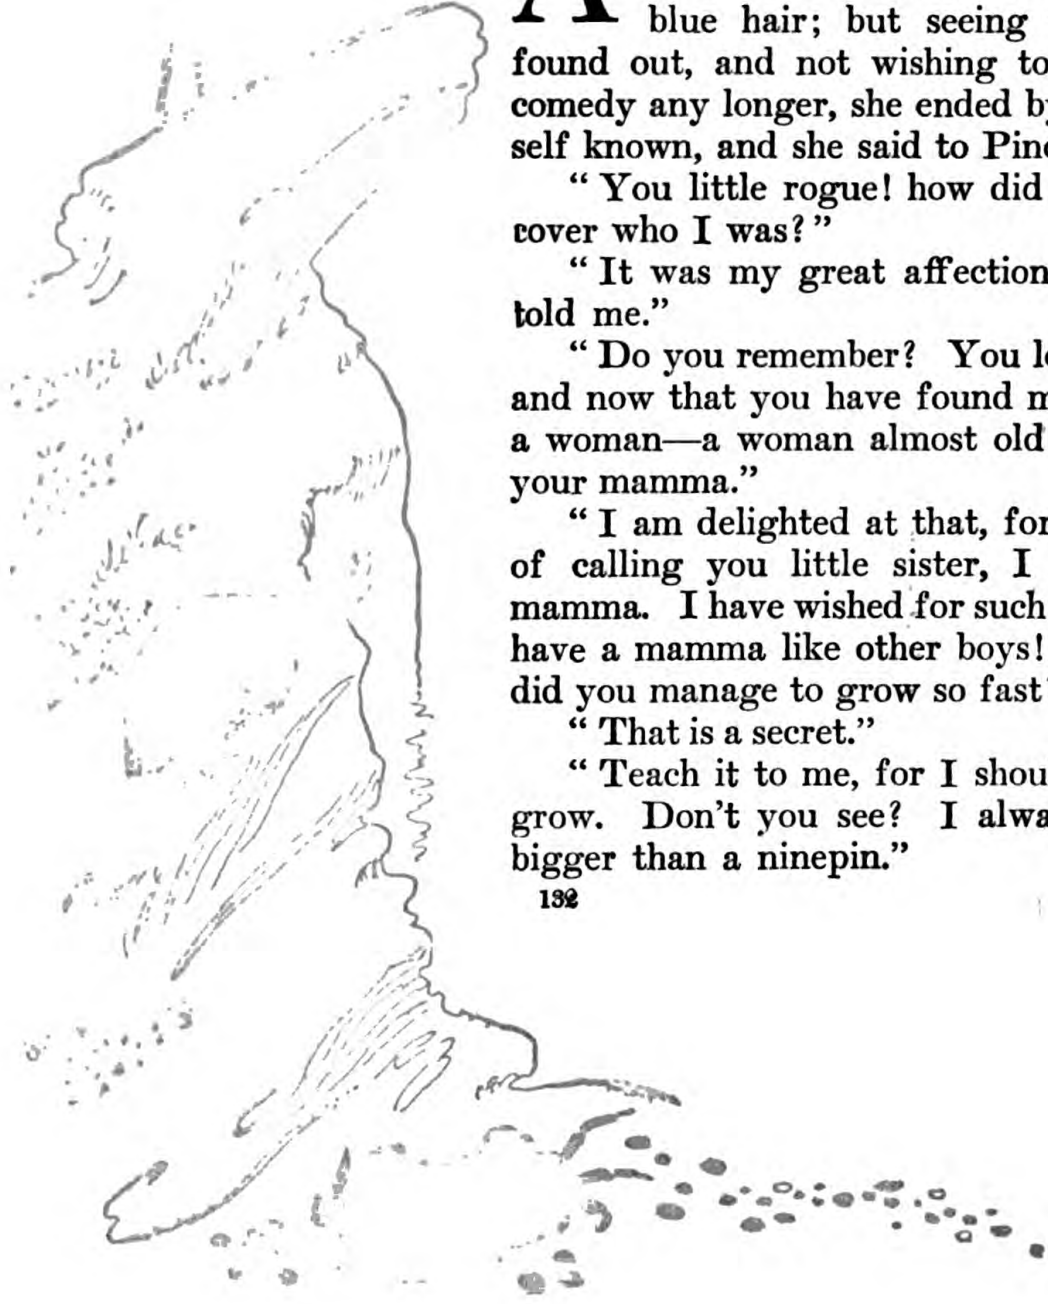 A blue hair; but seeing
found out, and not wishing to
comedy any longer, she ended by
self known, and she said to Pino
“ You little rogue! how did
cover who I was?”
“ It was my great affection
told me.”
“ Do you remember? You l
and now that you have found m
a woman—a woman almost old
your mamma.”
“ I am delighted at that, for
of calling you little sister, I
mamma. I have wished for such
have a mamma like other boys!
did you manage to grow so fast
“ That is a secret.”
“ Teach it to me, for I shou
grow. Don't you see? I alwa
bigger than a ninepin.”
132